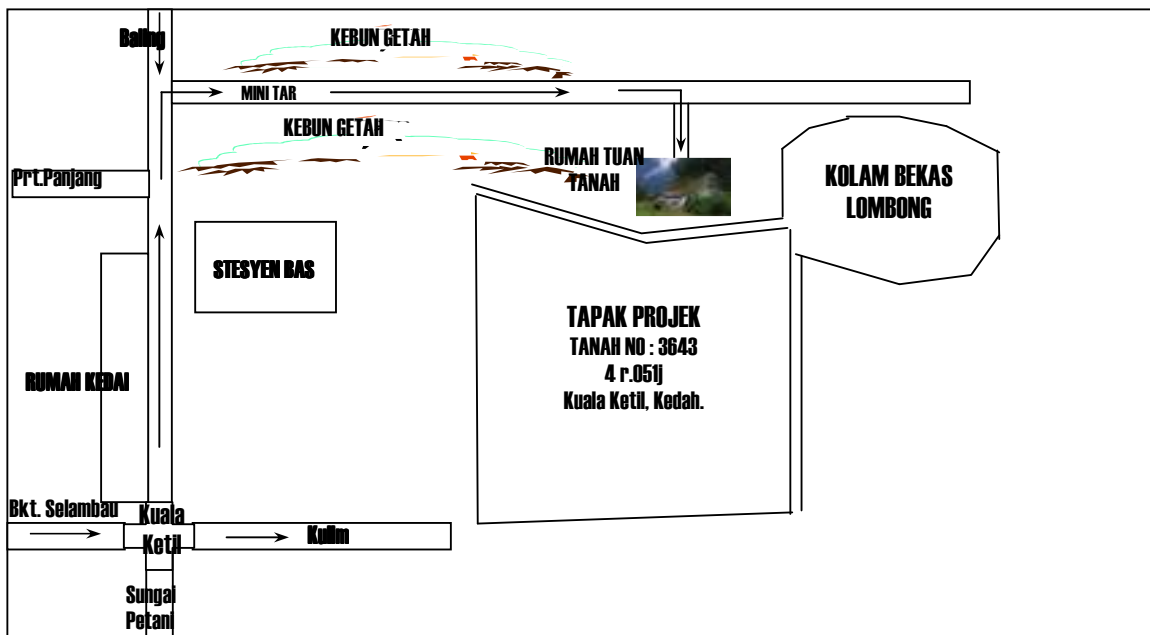 Baling
KEBUN GETAH
MINI TAR
KEBUN GETAH
RUMAH TUAN
TANAH
KOLAM BEKAS
LOMBONG
Prt.Panjang
STESYEN BAS
TAPAK PROJEK
TANAH NO : 3643
4 r.051j
Kuala Ketil, Kedah.
RUMAH KEDAI
Bkt. Selambau
Kuala
Ketil
Kulim
Sungai
Petani